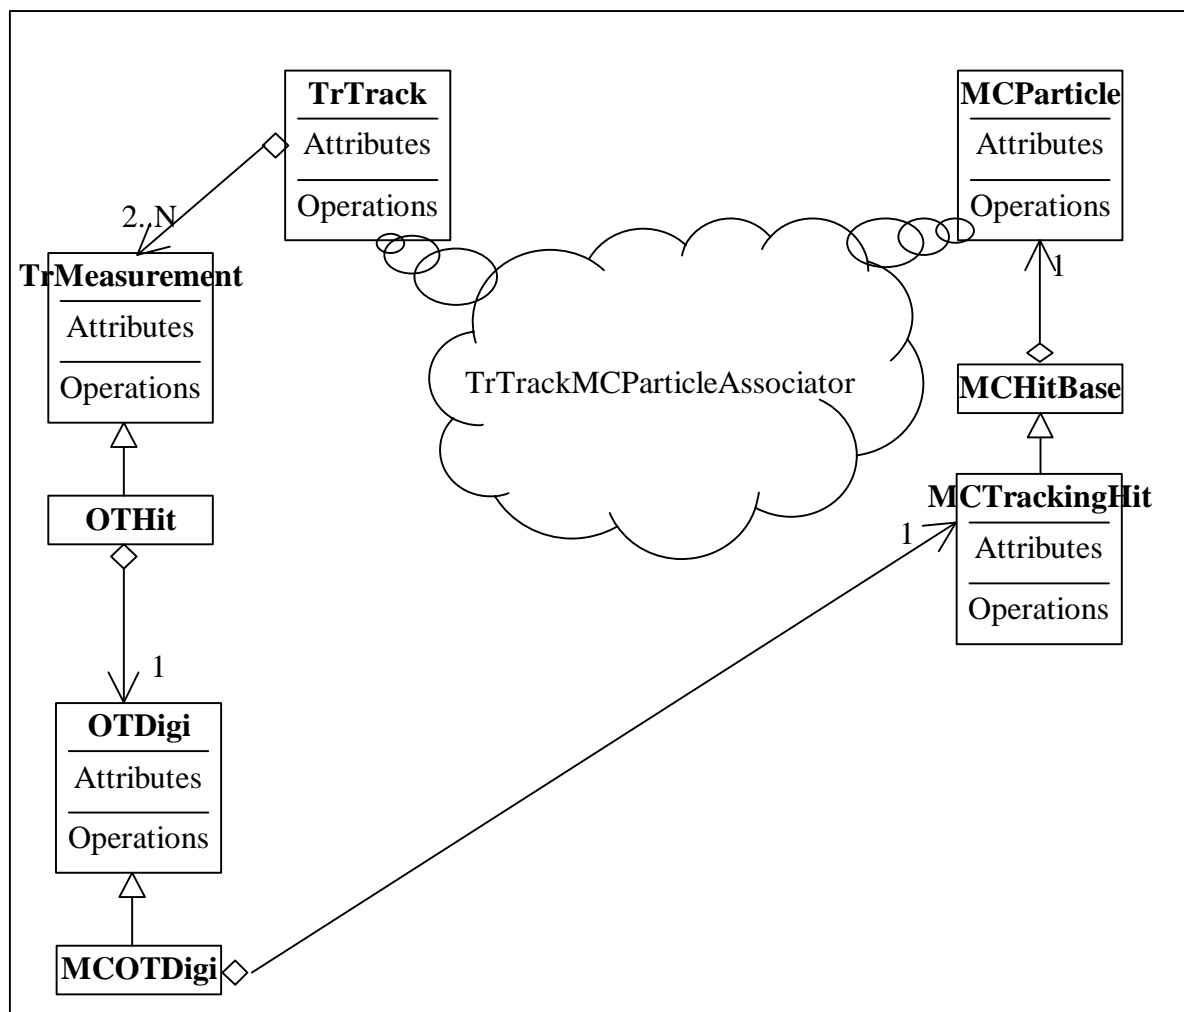 TrTrack
Attributes
Operations
MCParticle
Attributes
Operations
2..N
TrMeasurement
Attributes
Operations
1
TrTrackMCParticleAssociator
MCHitBase
OTHit
MCTrackingHit
Attributes
Operations
1
1
OTDigi
Attributes
Operations
MCOTDigi